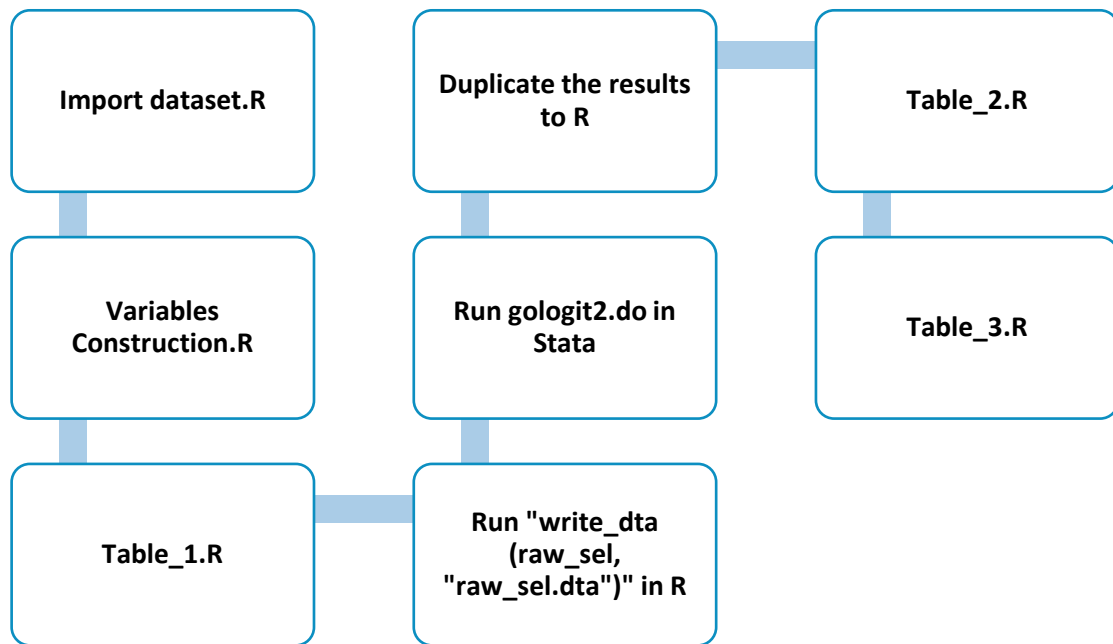 Import dataset.R
Variables
Construction.R
Table_1.R
Run "write_dta
(raw_sel,
"raw_sel.dta")" in R
Run gologit2.do in
Stata
Duplicate the results
to R
Table_2.R
Table_3.R